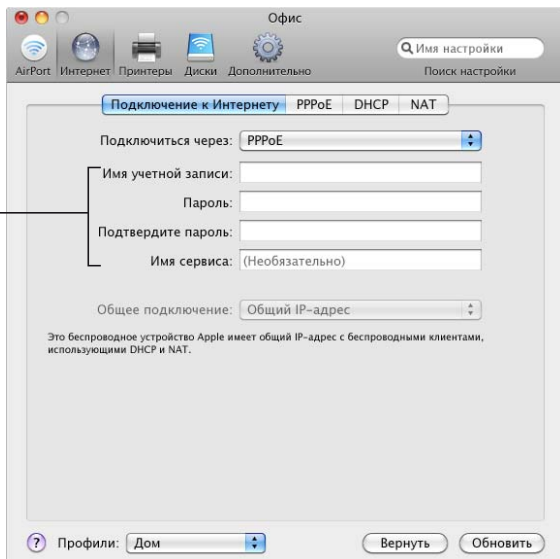 Офис
Имя настройки
AirPort Интернет Принтеры Диски Дополнительно Поиск настройки
Подключение к Интернету PPPoE DHCP NAT
Подключиться через: PPPoE
Имя учетной записи:
Пароль:
Подтвердите пароль:
Имя сервиса: (Необязательно)
Общее подключение: Общий IP-адрес
Это беспроводное устройство Apple имеет общий IP-адрес с беспроводными клиентами,
использующими DHCP и NAT.
? Профили: Дом Вернуть Обновить